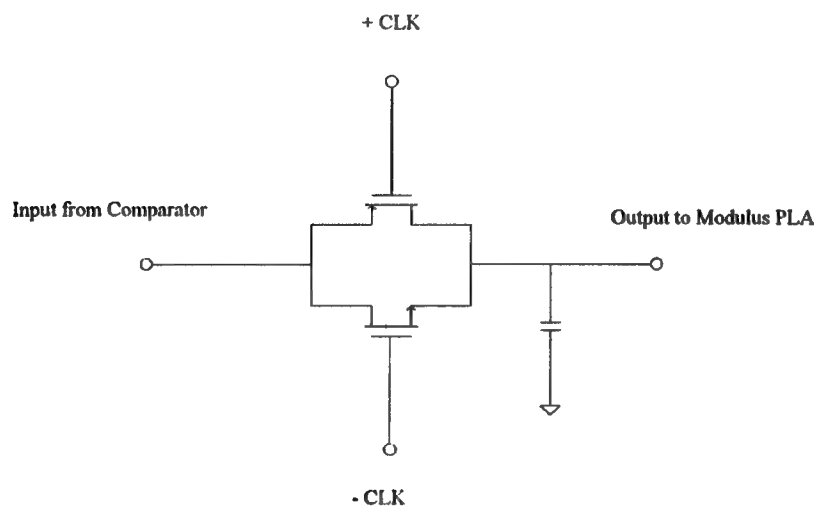 + CLK
Input from Comparator
Output to Modulus PLA
- CLK